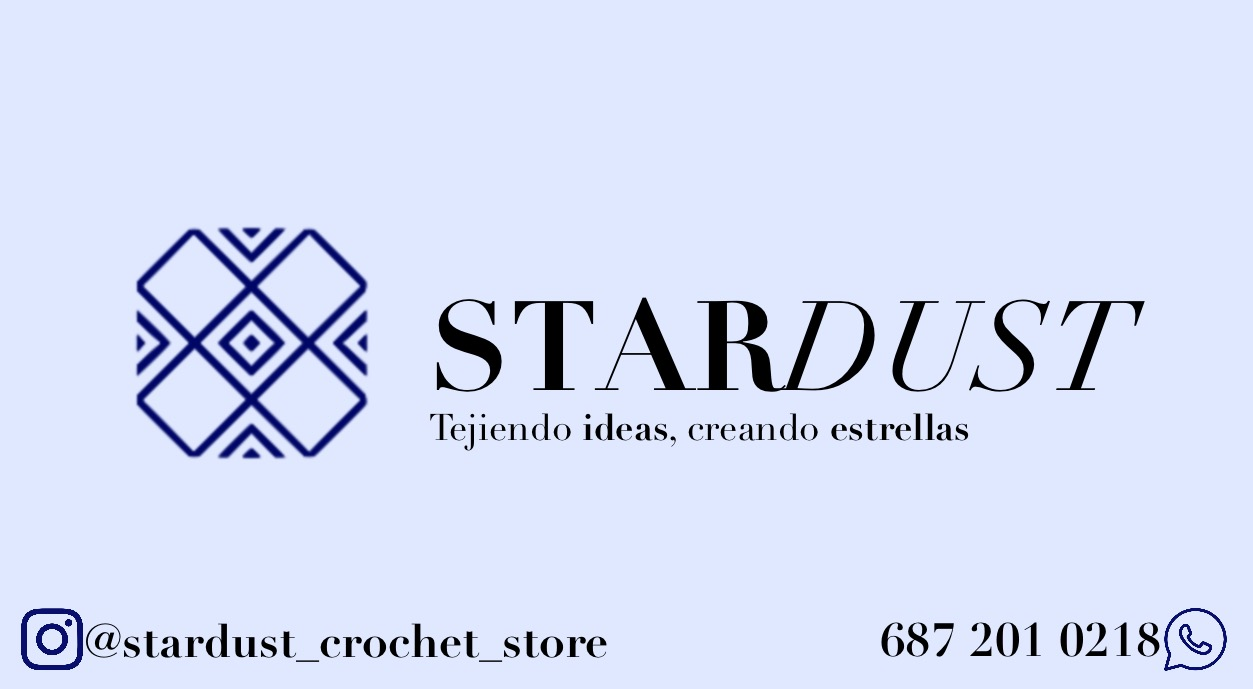 STARDUST
Tejiendo ideas, creando estrellas
@stardust_crochet_store
687 201 0218